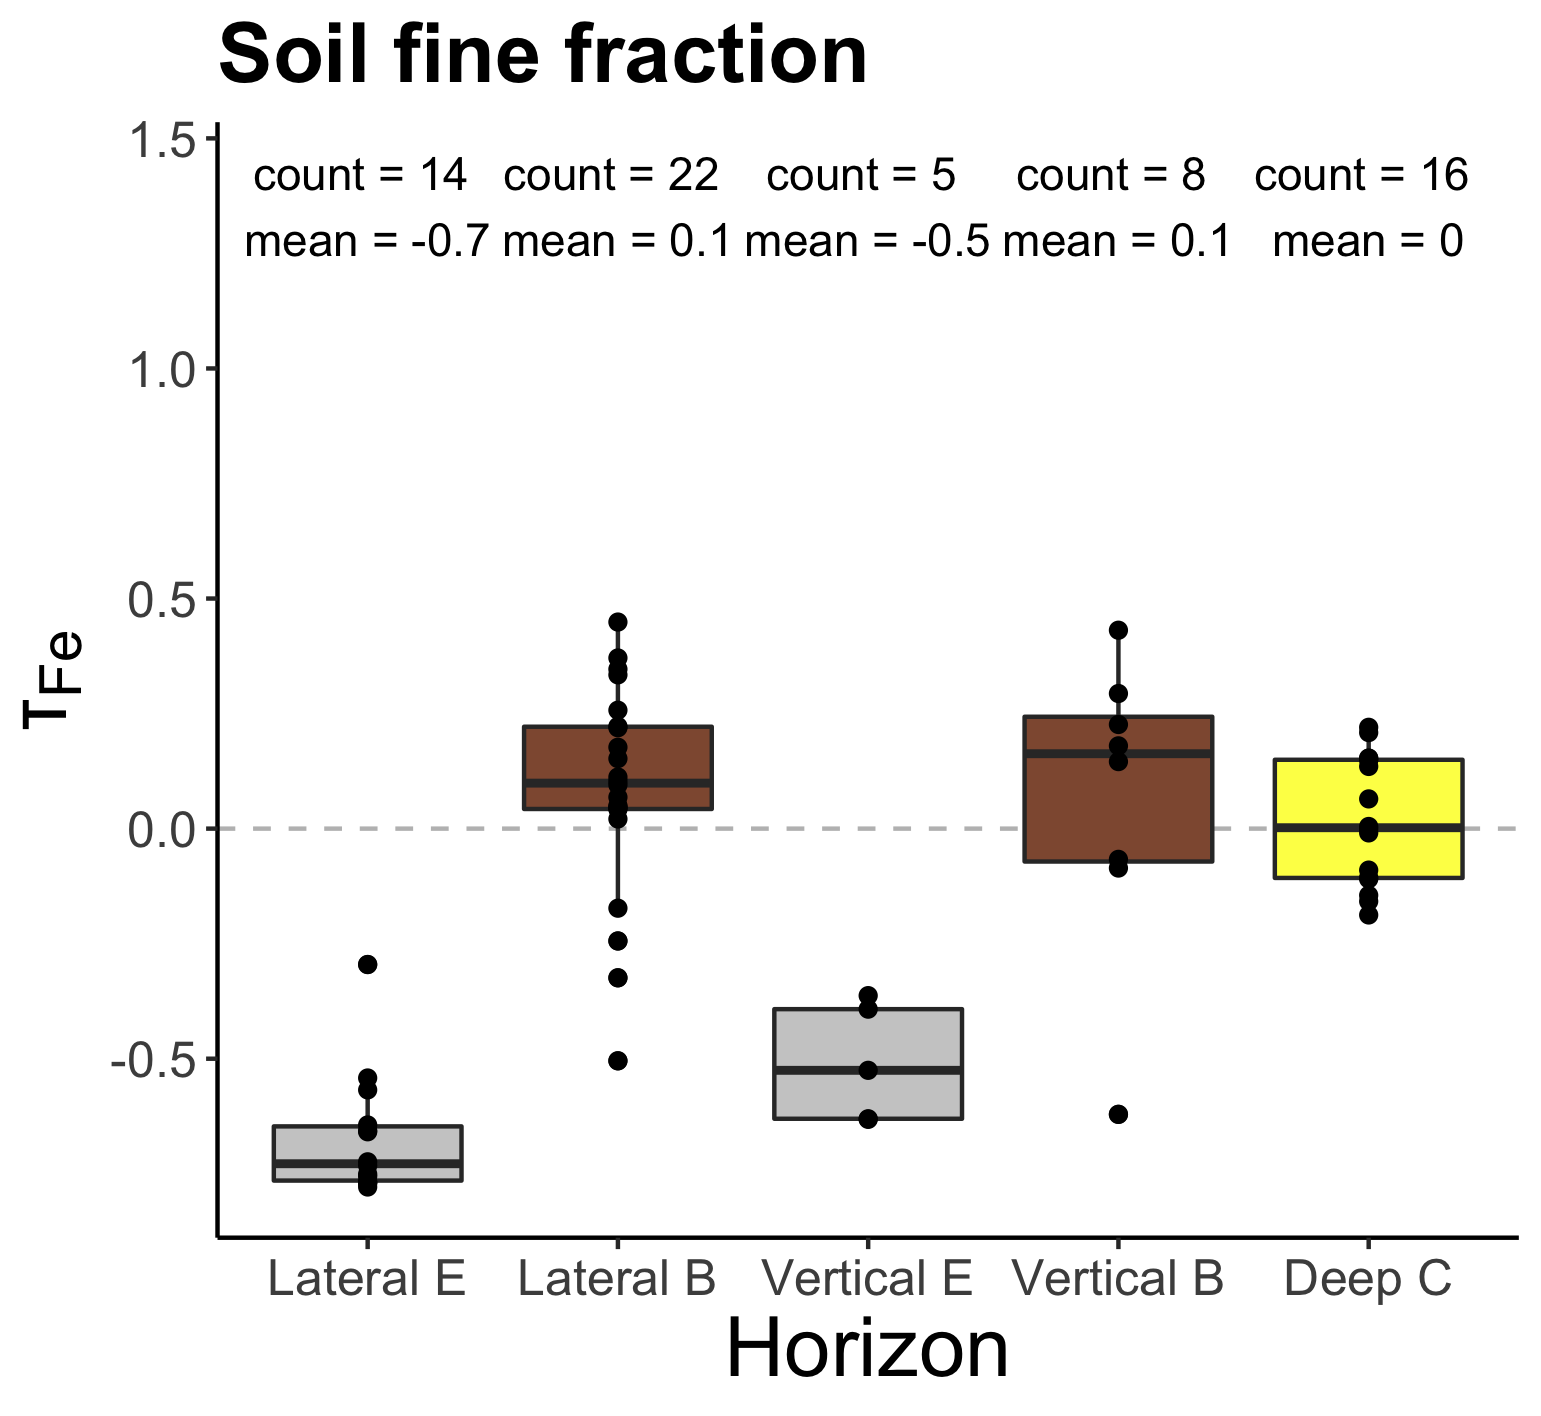 Soil fine fraction
1.5
count = 14 count = 22 count = 5 count = 8 count = 16
mean = -0.7 mean = 0.1 mean = -0.5 mean = 0.1 mean = 0
1.0
0.5
τFe
0.0
-0.5
Lateral E Lateral B Vertical E Vertical B Deep C
Horizon